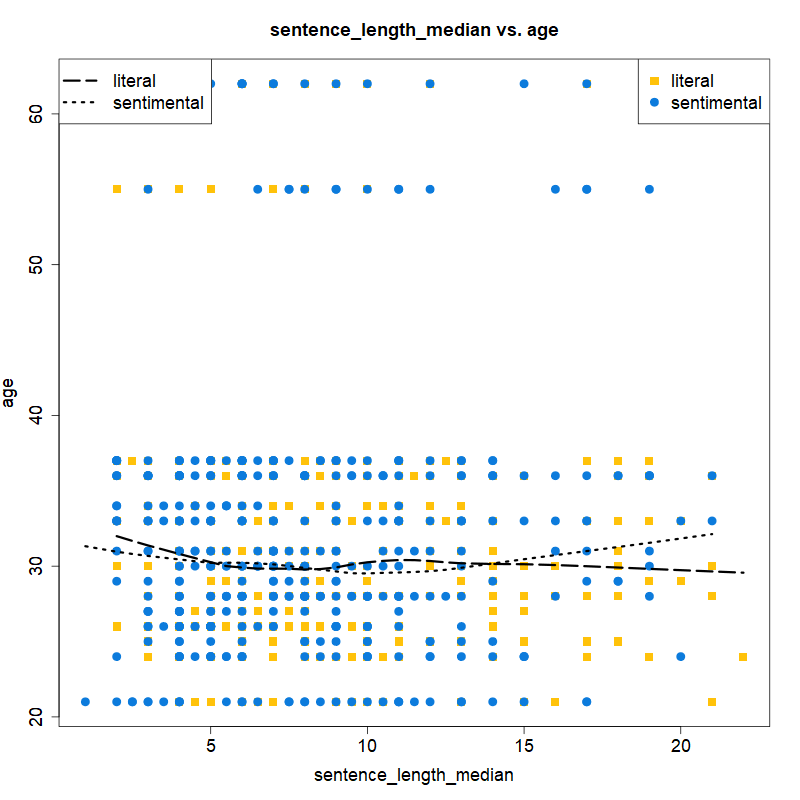 sentence_length_median vs. age
literal
sentimental
literal
sentimental
60
50
40
30
20
age
5 10 15 20
sentence_length_median